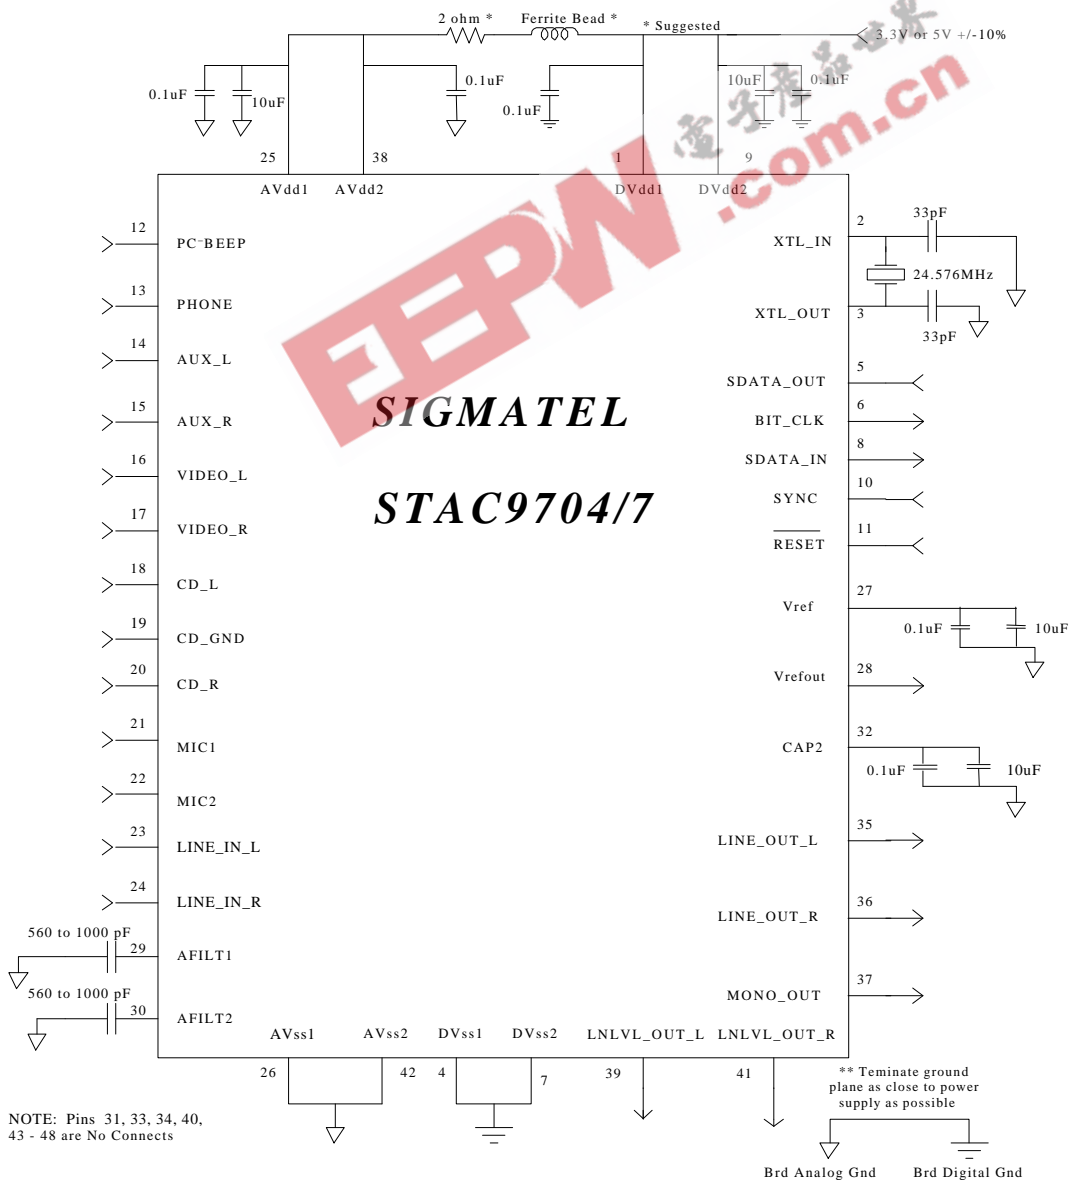 2 ohm *
Ferrite Bead *
* Suggested
3.3V or 5V +/-10%
0.1uF
10uF
0.1uF
0.1uF
10uF
0.1uF
電子產品世界
.com.cn
EEPW
25
38
1
9
AVdd1
AVdd2
DVdd1
DVdd2
12
PC-BEEP
13
PHONE
14
AUX_L
15
AUX_R
16
VIDEO_L
17
VIDEO_R
18
CD_L
19
CD_GND
20
CD_R
21
MIC1
22
MIC2
23
LINE_IN_L
24
LINE_IN_R
560 to 1000 pF
29
AFILT1
560 to 1000 pF
30
AFILT2
SIGMATEL
STAC9704/7
2
33pF
XTL_IN
24.576MHz
XTL_OUT
3
33pF
5
SDATA_OUT
6
BIT_CLK
8
SDATA_IN
10
SYNC
11
RESET
27
Vref
0.1uF
10uF
28
Vrefout
32
CAP2
0.1uF
10uF
35
LINE_OUT_L
36
LINE_OUT_R
37
MONO_OUT
AVss1
AVss2
DVss1
DVss2
LNLVL_OUT_L
LNLVL_OUT_R
26
42
4
7
39
41
** Teminate ground
plane as close to power
supply as possible
NOTE: Pins 31, 33, 34, 40,
43 - 48 are No Connects
Brd Analog Gnd
Brd Digital Gnd